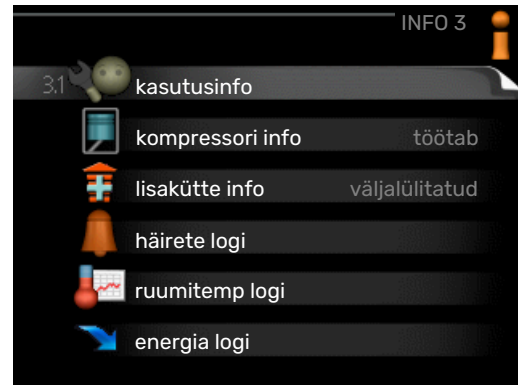 INFO 3
3.1 kasutusinfo
kompressori info töötab
lisakütte info väljalülitatud
häirete logi
ruumitemp logi
energia logi